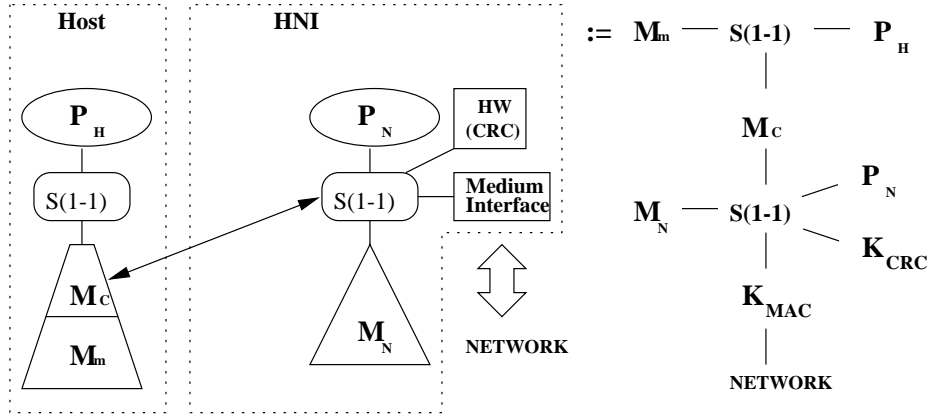 Host
HNI
:= Mm S(1-1) PH
PH
PN
HW
(CRC)
MC
S(1-1)
S(1-1)
Medium
Interface
PN
MN S(1-1)
KCRC
MC
KMAC
Mm
MN
NETWORK
NETWORK